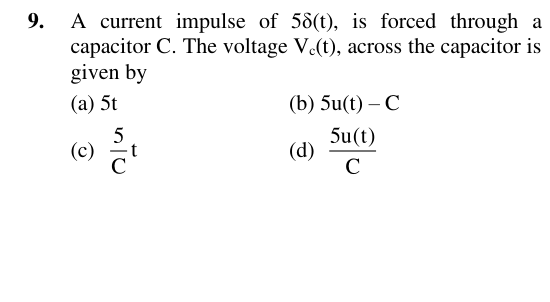 9. A current impulse of 5δ(t), is forced through a
capacitor C. The voltage Vc(t), across the capacitor is
given by
(a) 5t (b) 5u(t) – C
(c) 5/C t (d) 5u(t)/C